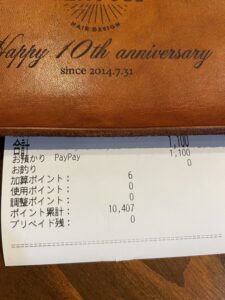 HAIR DESIGN
Happy 10th anniversary
since 2014.7.31
合計 1,100
お預かり PayPay 1,100
お釣り 0
加算ポイント： 6
使用ポイント： 0
調整ポイント： 0
ポイント累計： 10,407
プリペイド残： 0